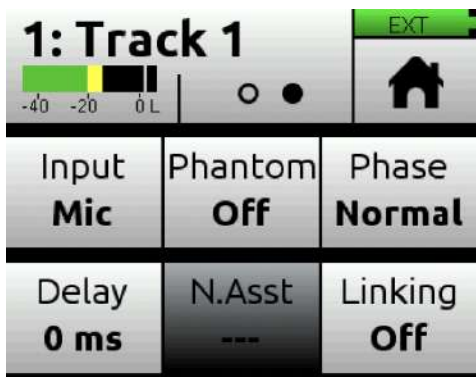 1: Track 1
EXT
-40 -20 0 L
Input Phantom Phase
Mic Off Normal
Delay N.Asst Linking
0 ms --- Off